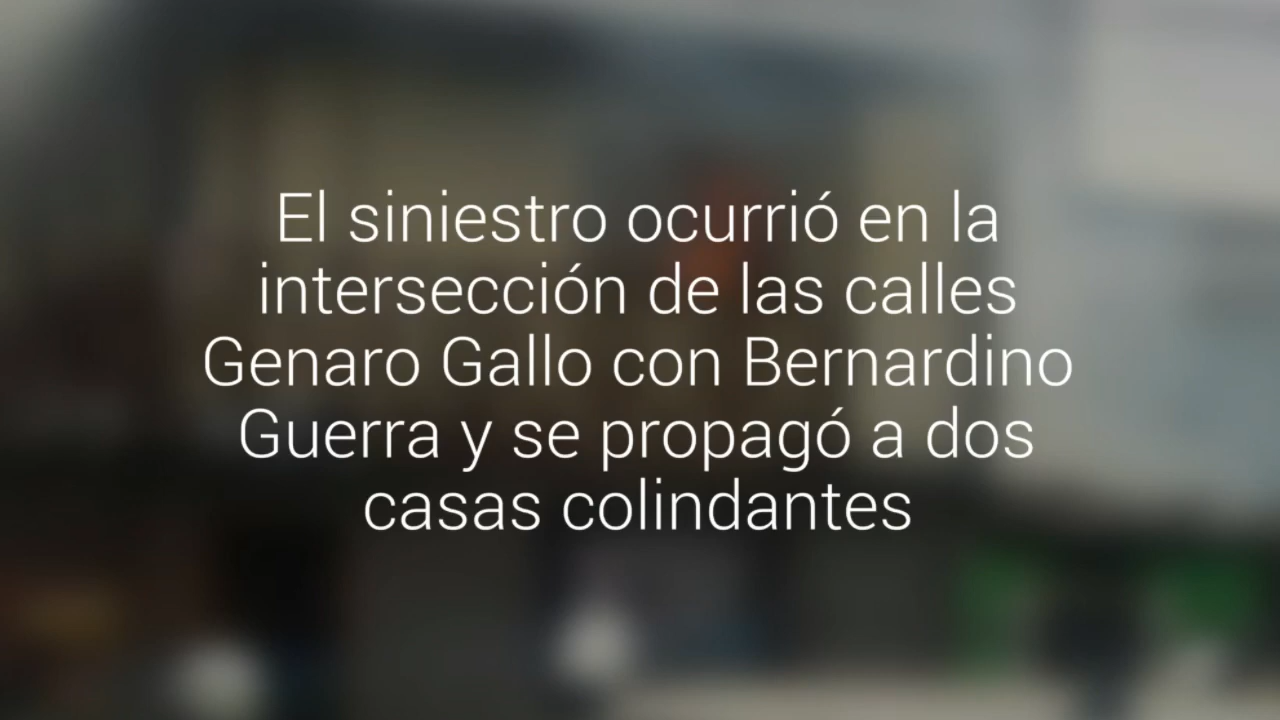 El siniestro ocurrió en la
intersección de las calles
Genaro Gallo con Bernardino
Guerra y se propagó a dos
casas colindantes